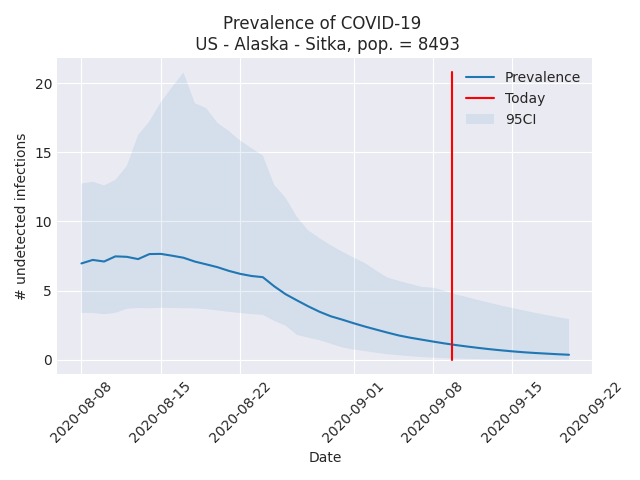 Prevalence of COVID-19
US - Alaska - Sitka, pop. = 8493
Prevalence
Today
95CI
# undetected infections
20
15
10
5
0
2020-08-08
2020-08-15
2020-08-22
2020-09-01
2020-09-08
2020-09-15
2020-09-22
Date